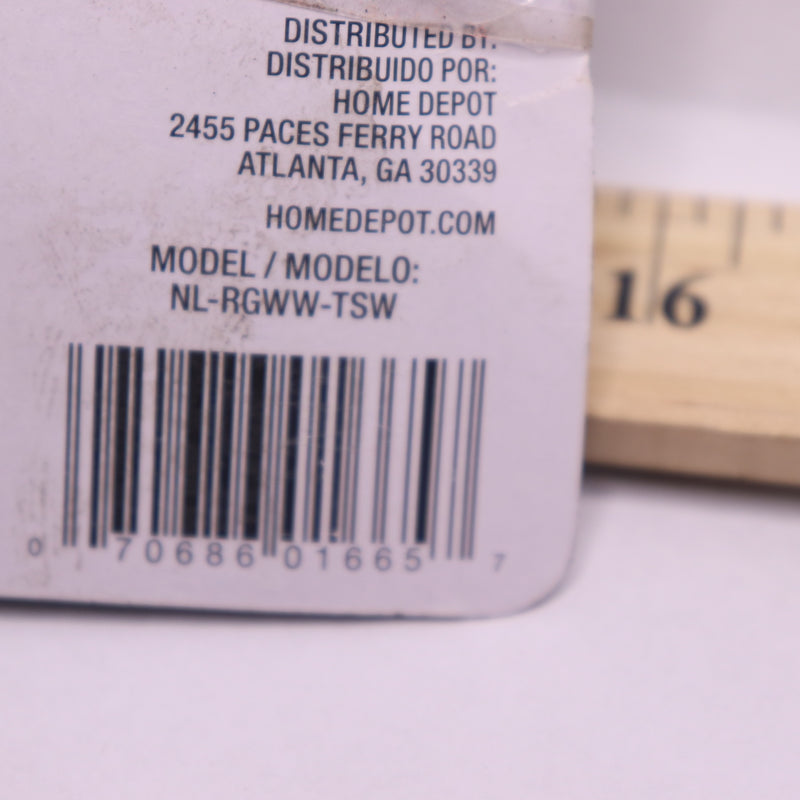 DISTRIBUTED BY:
DISTRIBUIDO POR:
HOME DEPOT
2455 PACES FERRY ROAD
ATLANTA, GA 30339
HOMEDEPOT.COM
MODEL / MODELO:
NL-RGWW-TSW
0 70686 01665 7
16